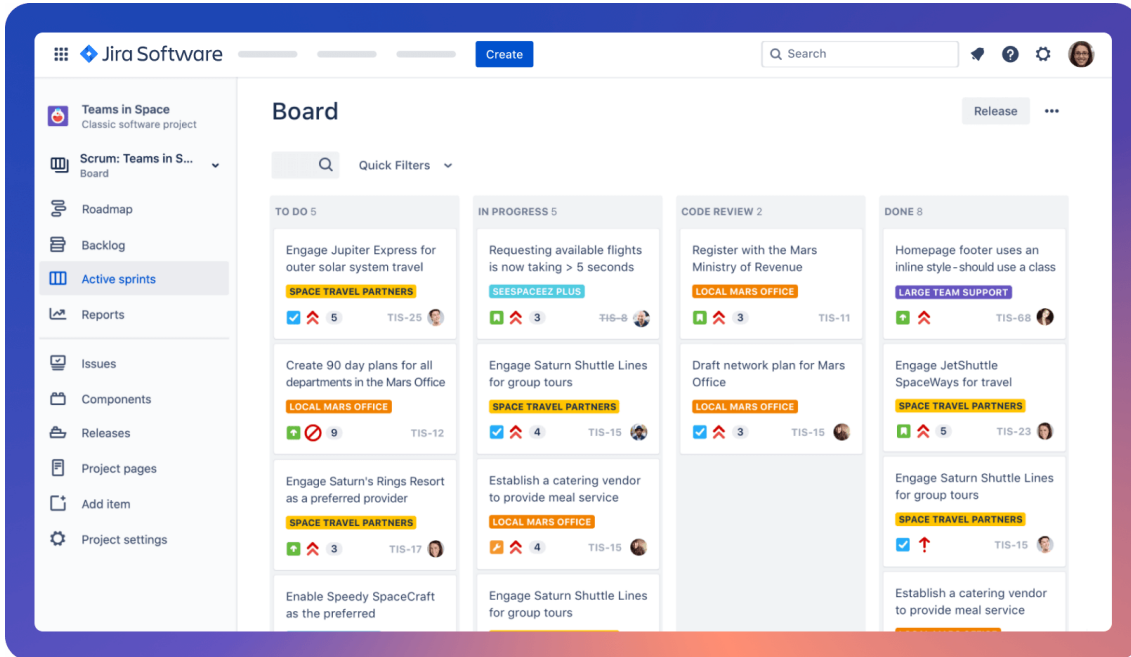 Jira Software
Create
Search
Teams in Space
Classic software project
Scrum: Teams in S...
Board
Roadmap
Backlog
Active sprints
Reports
Issues
Components
Releases
Project pages
Add item
Project settings
Board
Release
Quick Filters
TO DO 5
Engage Jupiter Express for
outer solar system travel
SPACE TRAVEL PARTNERS
5 TIS-25
Create 90 day plans for all
departments in the Mars Office
LOCAL MARS OFFICE
9 TIS-12
Engage Saturn's Rings Resort
as a preferred provider
SPACE TRAVEL PARTNERS
3 TIS-17
Enable Speedy SpaceCraft
as the preferred
IN PROGRESS 5
Requesting available flights
is now taking > 5 seconds
SEESPACEEZ PLUS
3 TIS-8
Engage Saturn Shuttle Lines
for group tours
SPACE TRAVEL PARTNERS
4 TIS-15
Establish a catering vendor
to provide meal service
LOCAL MARS OFFICE
4 TIS-15
Engage Saturn Shuttle Lines
for group tours
CODE REVIEW 2
Register with the Mars
Ministry of Revenue
LOCAL MARS OFFICE
3 TIS-11
Draft network plan for Mars
Office
LOCAL MARS OFFICE
3 TIS-15
DONE 8
Homepage footer uses an
inline style-should use a class
LARGE TEAM SUPPORT
TIS-68
Engage JetShuttle
SpaceWays for travel
SPACE TRAVEL PARTNERS
5 TIS-23
Engage Saturn Shuttle Lines
for group tours
SPACE TRAVEL PARTNERS
TIS-15
Establish a catering vendor
to provide meal service